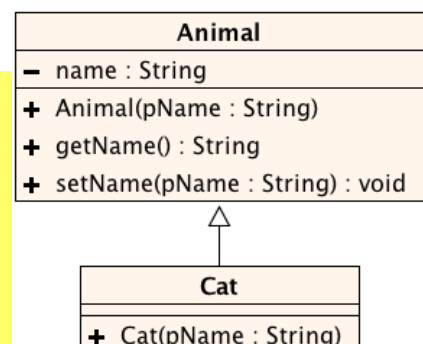 Animal
- name : String
+ Animal(pName : String)
+ getName() : String
+ setName(pName : String) : void
Cat
+ Cat(pName : String)